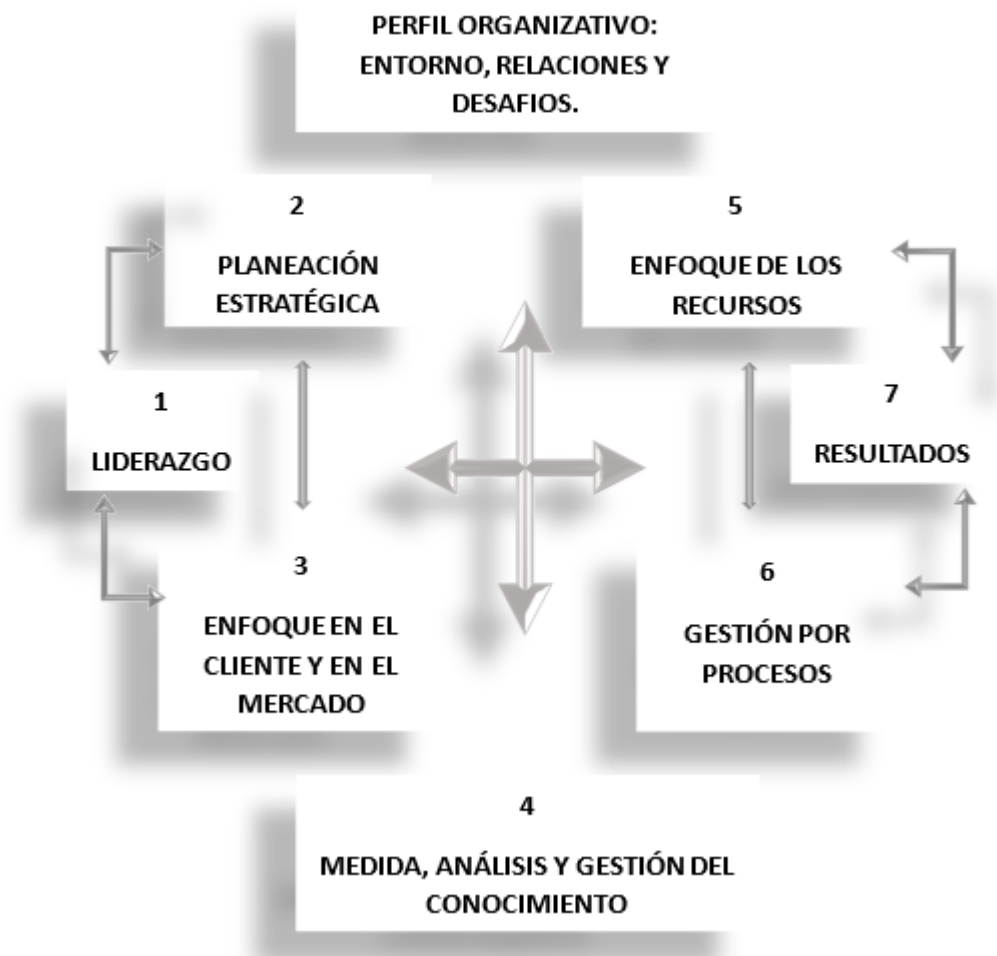 PERFIL ORGANIZATIVO:
ENTORNO, RELACIONES Y
DESAFIOS.
2
PLANEACIÓN
ESTRATÉGICA
5
ENFOQUE DE LOS
RECURSOS
1
LIDERAZGO
7
RESULTADOS
3
ENFOQUE EN EL
CLIENTE Y EN EL
MERCADO
6
GESTIÓN POR
PROCESOS
4
MEDIDA, ANÁLISIS Y GESTIÓN DEL
CONOCIMIENTO